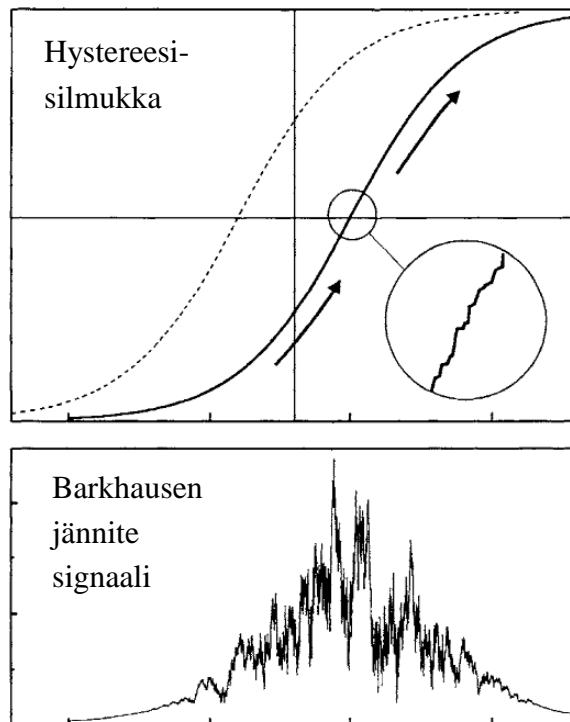 Hystereesi-
silmukka
Barkhausen
jännite
signaali